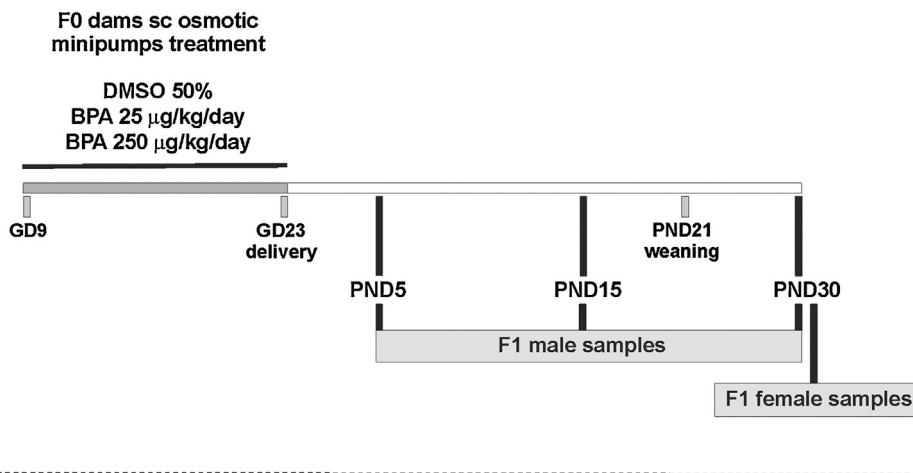 F0 dams sc osmotic
minipumps treatment
DMSO 50%
BPA 25 μg/kg/day
BPA 250 μg/kg/day
GD9
GD23
delivery
PND21
weaning
PND5
PND15
PND30
F1 male samples
F1 female samples